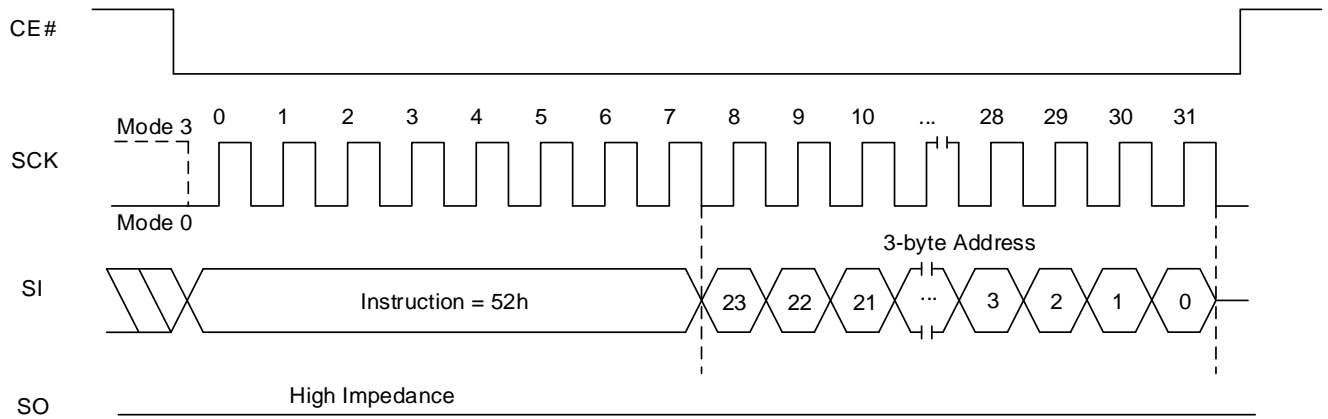 CE#
0 1 2 3 4 5 6 7 8 9 10 ... 28 29 30 31
Mode 3
SCK
Mode 0
3-byte Address
SI
Instruction = 52h 23 22 21 ... 3 2 1 0
High Impedance
SO